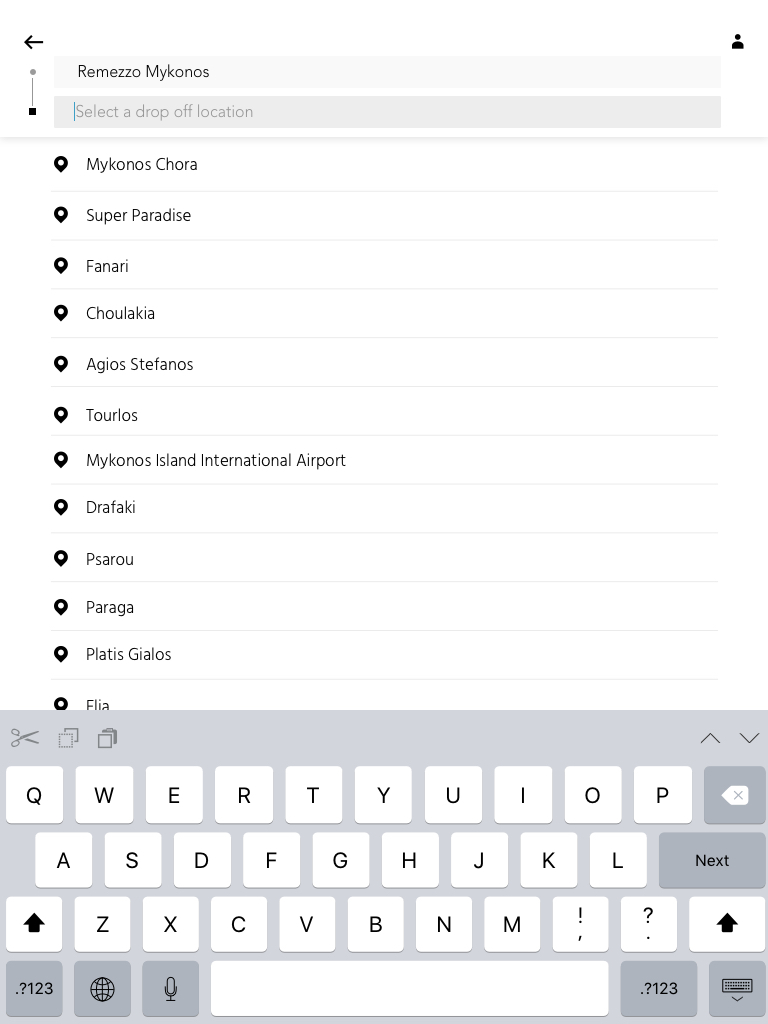 Remezzo Mykonos
Select a drop off location
Mykonos Chora
Super Paradise
Fanari
Choulakia
Agios Stefanos
Tourlos
Mykonos Island International Airport
Drafaki
Psarou
Paraga
Platis Gialos
Elia
Q W E R T Y U I O P
A S D F G H J K L Next
Z X C V B N M ! , ? .
.?123 .?123